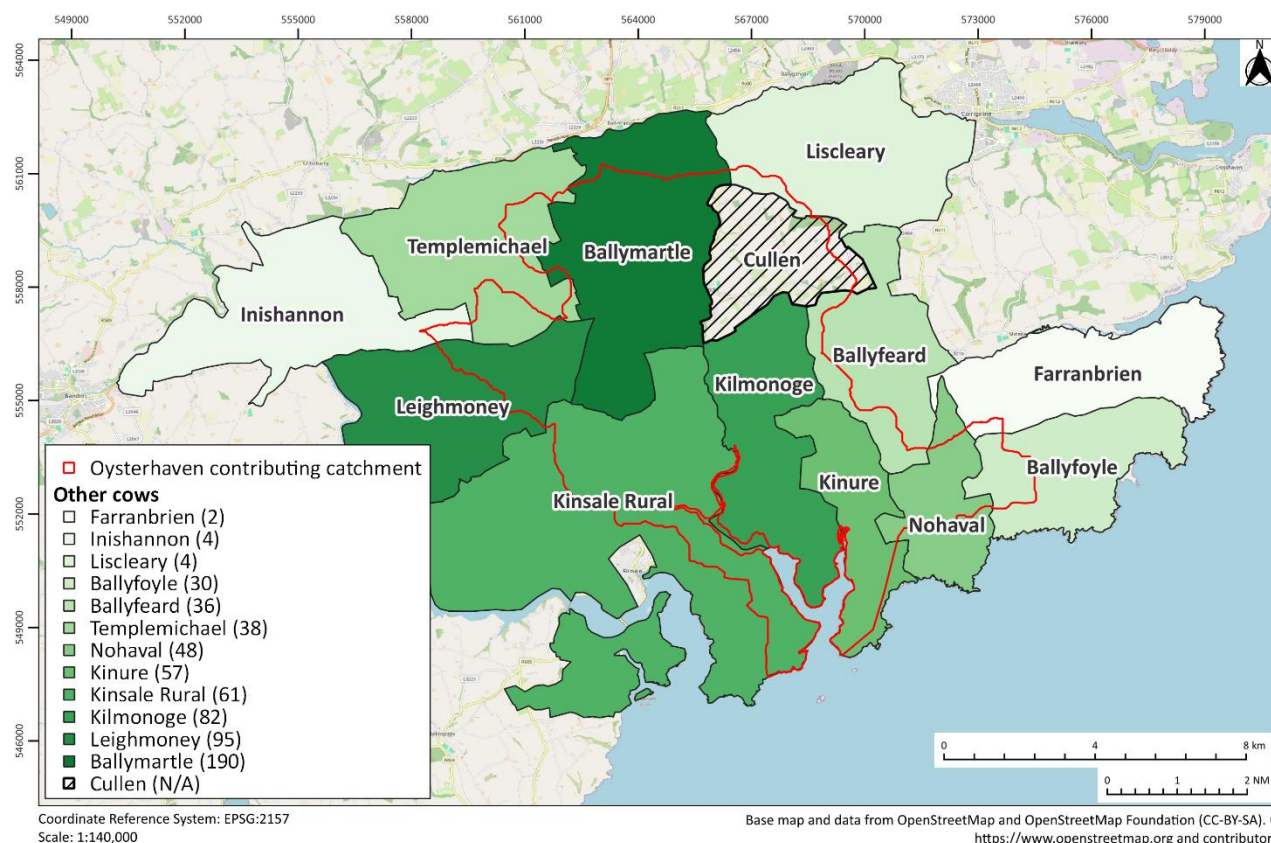 549000 552000 555000 558000 561000 564000 567000 570000 573000 576000 579000
564000
561000
558000
555000
552000
549000
546000
N
Liscleary
Templemichael
Ballymartle
Cullen
Inishannon
Ballyfeard
Farranbrien
Kilmonoge
Leighmoney
Ballyfoyle
Kinure
Kinsale Rural
Nohaval
Oysterhaven contributing catchment
Other cows
Farranbrien (2)
Inishannon (4)
Liscleary (4)
Ballyfoyle (30)
Ballyfeard (36)
Templemichael (38)
Nohaval (48)
Kinure (57)
Kinsale Rural (61)
Kilmonoge (82)
Leighmoney (95)
Ballymartle (190)
Cullen (N/A)
0 4 8 km
0 1 2 NM
Coordinate Reference System: EPSG:2157
Scale: 1:140,000
Base map and data from OpenStreetMap and OpenStreetMap Foundation (CC-BY-SA).
https://www.openstreetmap.org and contributor